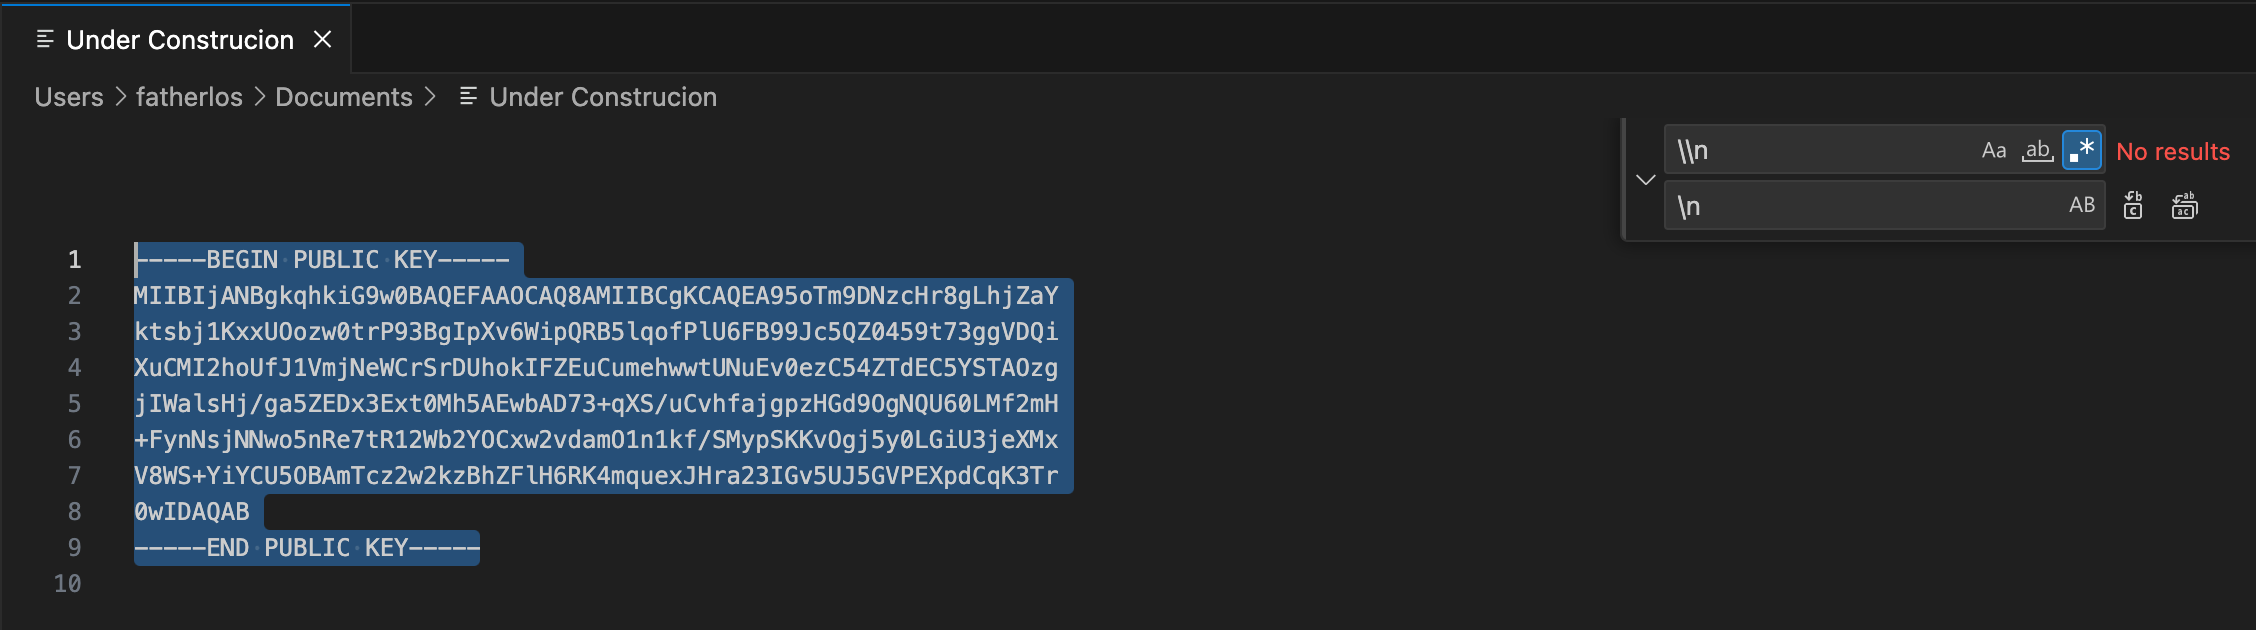 Under Construcion
Users > fatherlos > Documents > Under Construcion
\\n Aa ab .* No results
\n AB
1 -----BEGIN PUBLIC KEY-----
2 MIIBIjANBgkqhkiG9w0BAQEFAAOCAQ8AMIIBCgKCAQEA95oTm9DNzcHr8gLhjZaY
3 ktsbj1KxxUOozw0trP93BgIpXv6WipQRB5lqofPlU6FB99Jc5QZ0459t73ggVDQi
4 XuCMI2hoUfJ1VmjNeWCrSrDUhokIFZEuCumehwwtUNuEv0ezC54ZTdEC5YSTAOzg
5 jIWalsHj/ga5ZEDx3Ext0Mh5AEwbAD73+qXS/uCvhfajgpzHGd9OgNQU60LMf2mH
6 +FynNsjNNwo5nRe7tR12Wb2YOCxw2vdamO1n1kf/SMypSKKvOgj5y0LGiU3jeXMx
7 V8WS+YiYCU5OBAmTcz2w2kzBhZFlH6RK4mquexJHra23IGv5UJ5GVPEXpdCqK3Tr
8 0wIDAQAB
9 -----END PUBLIC KEY-----
10